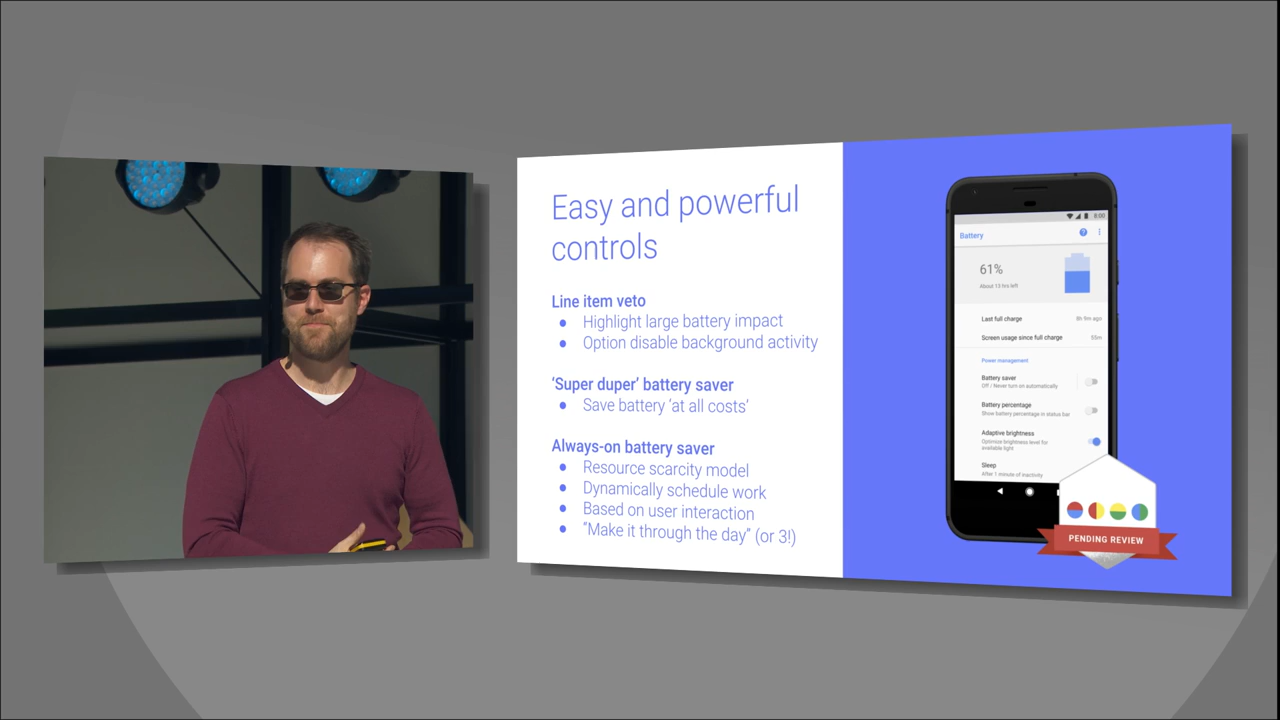 Easy and powerful
controls
Line item veto
● Highlight large battery impact
● Option disable background activity
‘Super duper’ battery saver
● Save battery ‘at all costs’
Always-on battery saver
● Resource scarcity model
● Dynamically schedule work
● Based on user interaction
● “Make it through the day” (or 3!)
8:00
Battery
61%
About 13 hrs left
Last full charge 8h 9m ago
Screen usage since full charge 55m
Power management
Battery saver
Off / Never turn on automatically
Battery percentage
Show battery percentage in status bar
Adaptive brightness
Optimize brightness level for
available light
Sleep
After 1 minute of inactivity
PENDING REVIEW